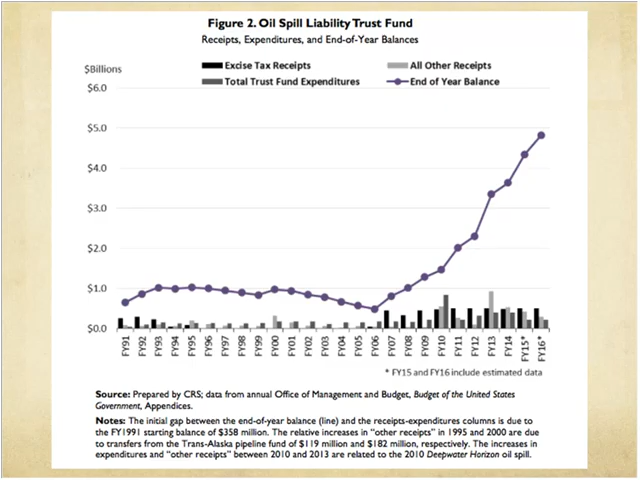 Figure 2. Oil Spill Liability Trust Fund
Receipts, Expenditures, and End-of-Year Balances
$Billions
Excise Tax Receipts
All Other Receipts
Total Trust Fund Expenditures
End of Year Balance
$6.0
$5.0
$4.0
$3.0
$2.0
$1.0
$0.0
FY91 FY92 FY93 FY94 FY95 FY96 FY97 FY98 FY99 FY00 FY01 FY02 FY03 FY04 FY05 FY06 FY07 FY08 FY09 FY10 FY11 FY12 FY13 FY14 FY15* FY16*
* FY15 and FY16 include estimated data
Source: Prepared by CRS; data from annual Office of Management and Budget, Budget of the United States
Government, Appendices.
Notes: The initial gap between the end-of-year balance (line) and the receipts-expenditures columns is due to
the FY1991 starting balance of $358 million. The relative increases in "other receipts" in 1995 and 2000 are due
to transfers from the Trans-Alaska pipeline fund of $119 million and $182 million, respectively. The increases in
expenditures and "other receipts" between 2010 and 2013 are related to the 2010 Deepwater Horizon oil spill.